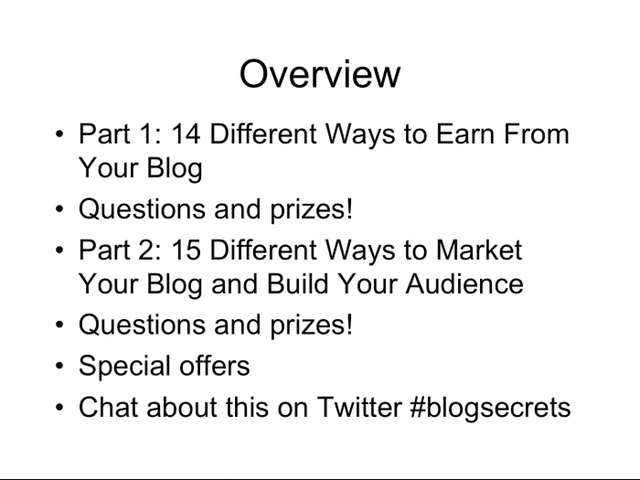 Overview
• Part 1: 14 Different Ways to Earn From
Your Blog
• Questions and prizes!
• Part 2: 15 Different Ways to Market
Your Blog and Build Your Audience
• Questions and prizes!
• Special offers
• Chat about this on Twitter #blogsecrets